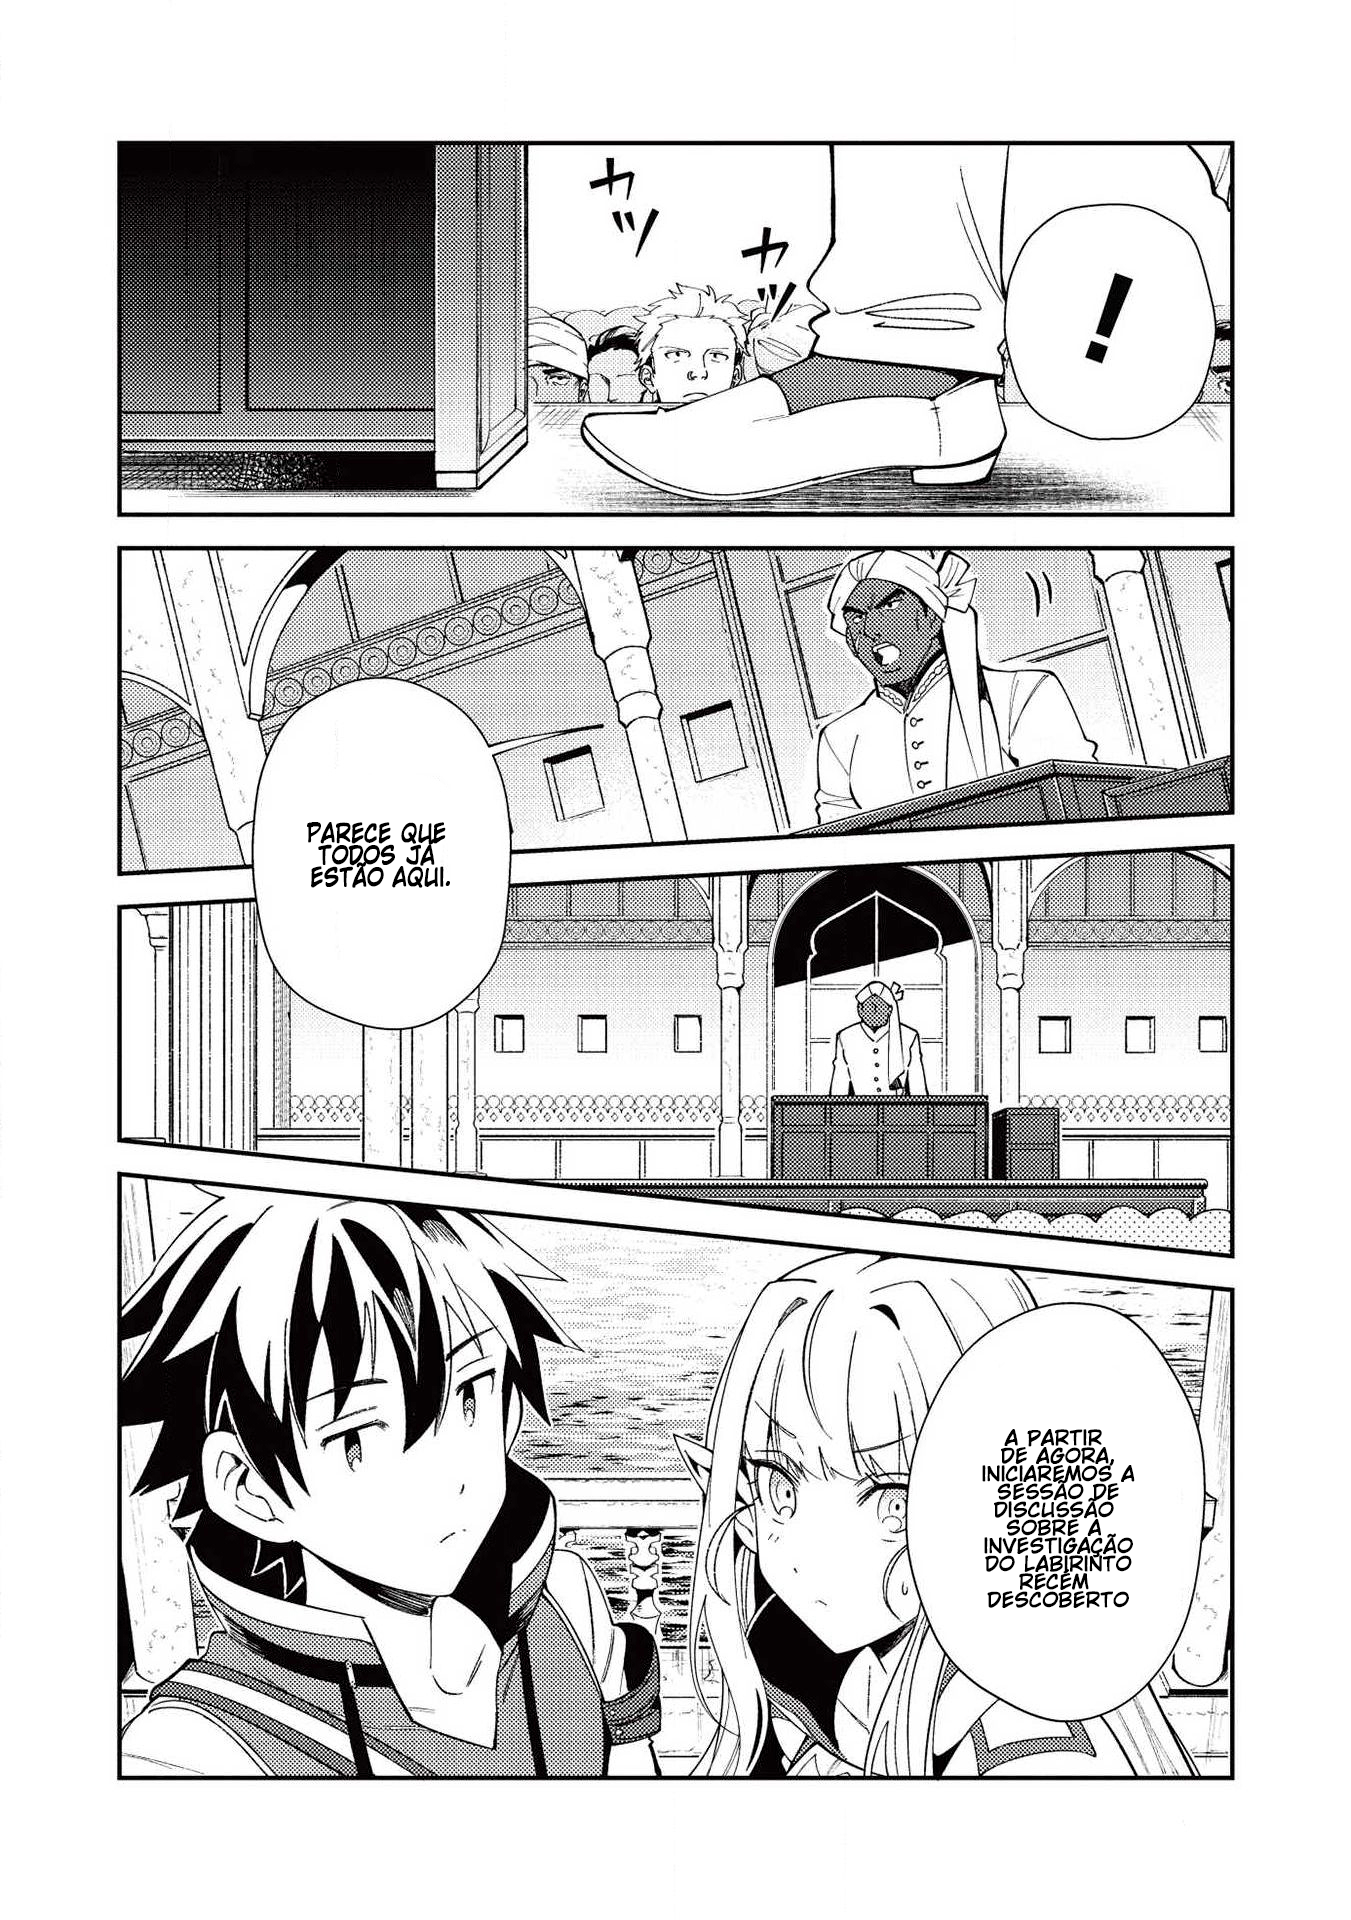 カッ
カッ
!
PARECE QUE
TODOS JÁ
ESTÃO AQUI.
A PARTIR
DE AGORA,
INICIAREMOS A
SESSÃO DE
DISCUSSÃO
SOBRE A
INVESTIGAÇÃO
DO LABIRINTO
RECÉM
DESCOBERTO